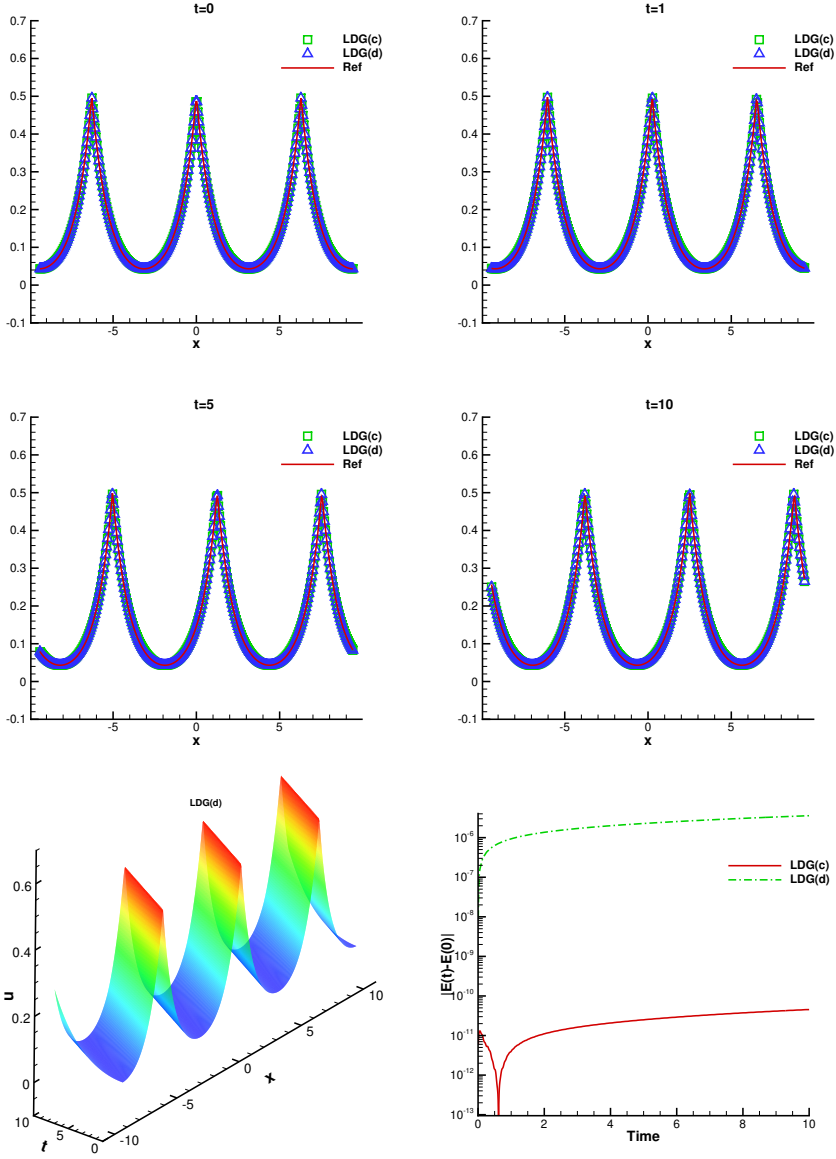 t=0
LDG(c)
LDG(d)
Ref
0.7
0.6
0.5
0.4
0.3
0.2
0.1
0
-0.1
-5
0
5
x
t=1
LDG(c)
LDG(d)
Ref
0.7
0.6
0.5
0.4
0.3
0.2
0.1
0
-0.1
-5
0
5
x
t=5
LDG(c)
LDG(d)
Ref
0.7
0.6
0.5
0.4
0.3
0.2
0.1
0
-0.1
-5
0
5
x
t=10
LDG(c)
LDG(d)
Ref
0.7
0.6
0.5
0.4
0.3
0.2
0.1
0
-0.1
-5
0
5
x
LDG(d)
u
0.6
0.4
0.2
0
10
5
0
t
-10
-5
0
5
10
x
|E(t)-E(0)|
10-6
10-7
10-8
10-9
10-10
10-11
10-12
10-13
LDG(c)
LDG(d)
0
2
4
6
8
10
Time